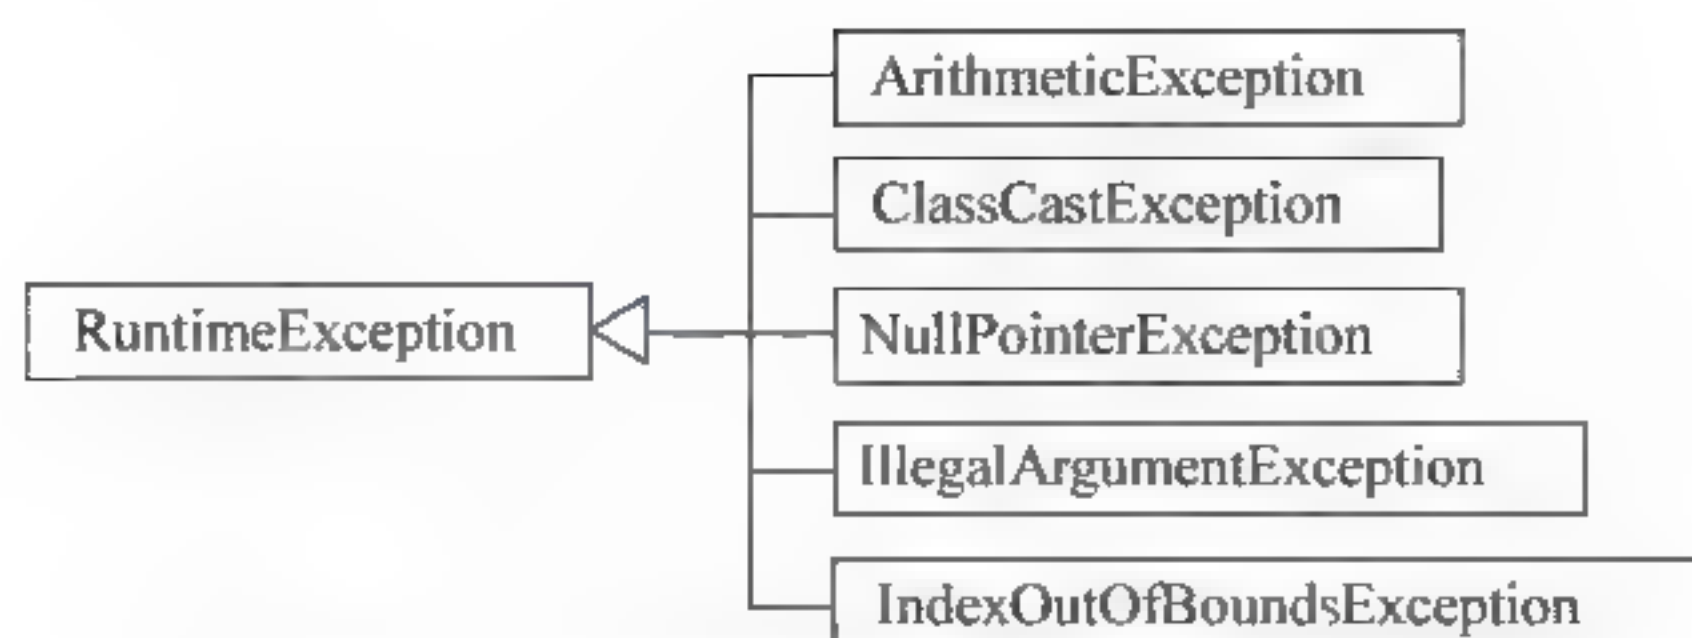 ArithmeticException
ClassCastException
RuntimeException
NullPointerException
IllegalArgumentException
IndexOutOfBoundsException